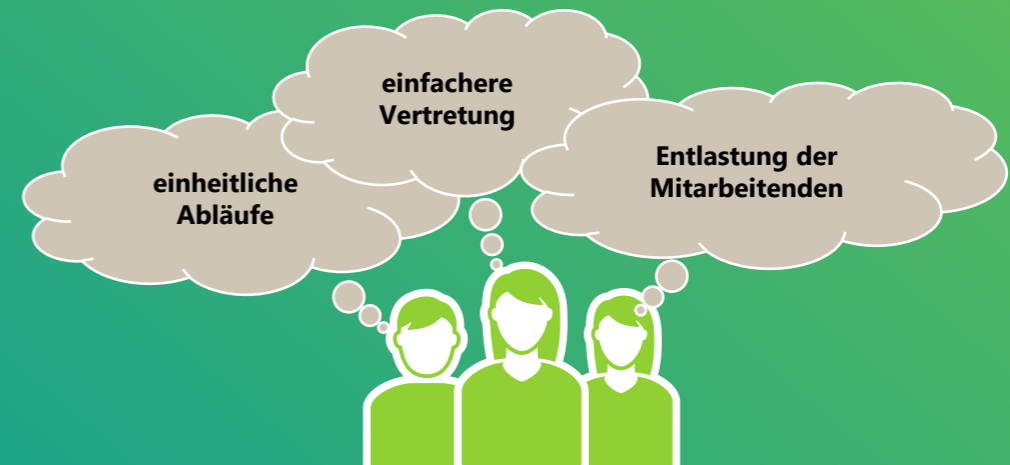 einheitliche
Abläufe
einfachere
Vertretung
Entlastung der
Mitarbeitenden